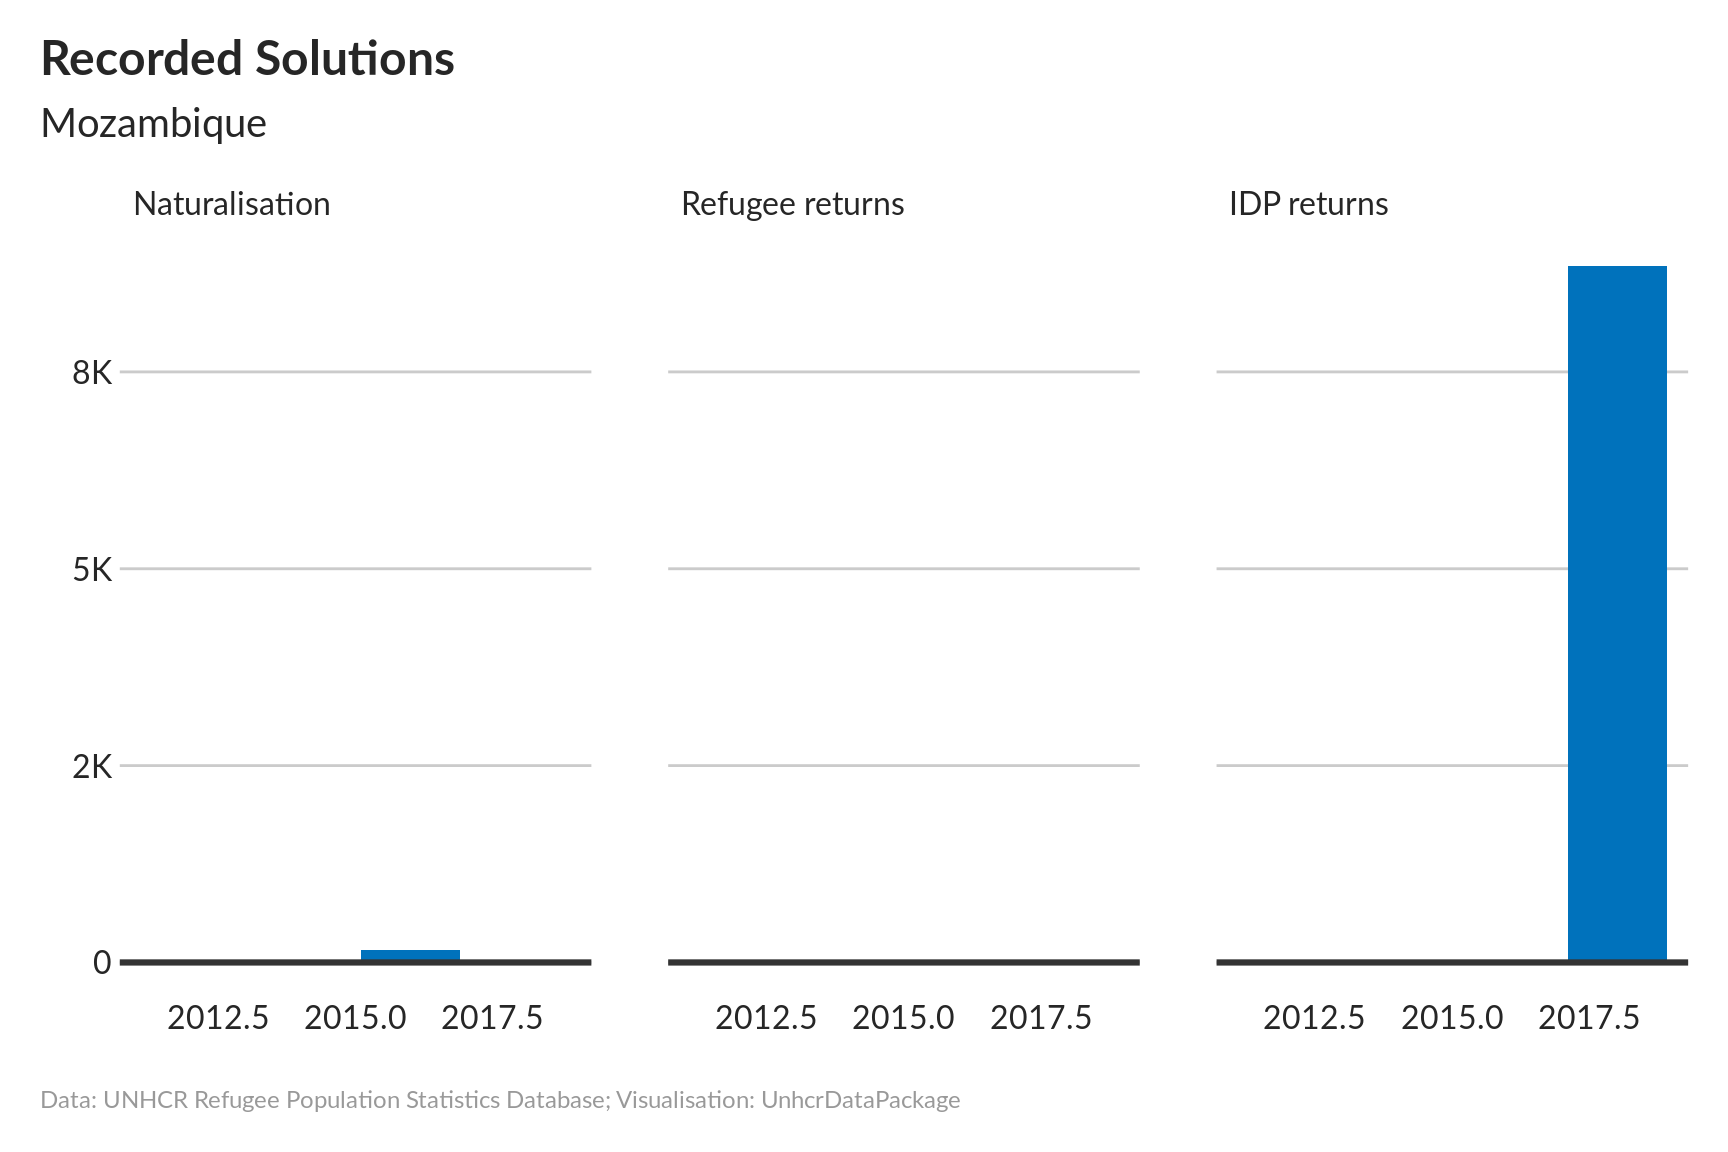 Recorded Solutions
Mozambique
Naturalisation Refugee returns IDP returns
8K
5K
2K
0
2012.5 2015.0 2017.5 2012.5 2015.0 2017.5 2012.5 2015.0 2017.5
Data: UNHCR Refugee Population Statistics Database; Visualisation: UnhcrDataPackage